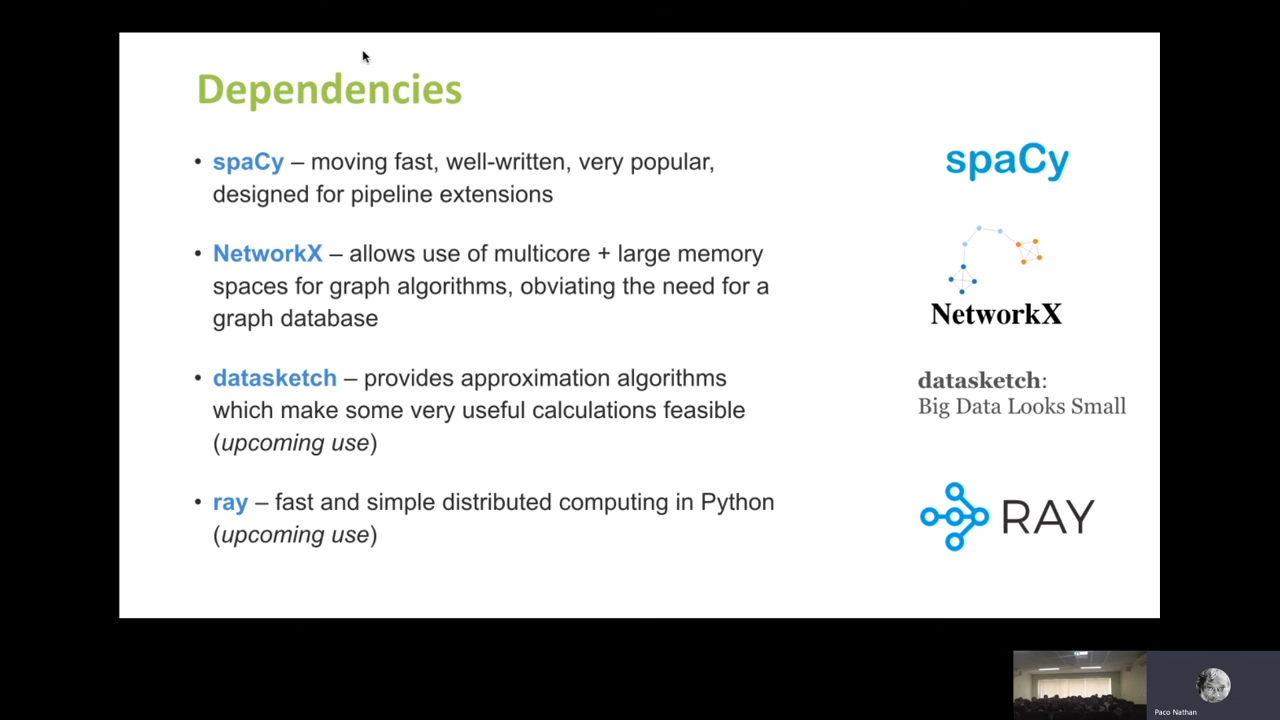 Dependencies
• spaCy – moving fast, well-written, very popular,
designed for pipeline extensions
• NetworkX – allows use of multicore + large memory
spaces for graph algorithms, obviating the need for a
graph database
• datasketch – provides approximation algorithms
which make some very useful calculations feasible
(upcoming use)
• ray – fast and simple distributed computing in Python
(upcoming use)
spaCy
NetworkX
datasketch:
Big Data Looks Small
RAY
Paco Nathan